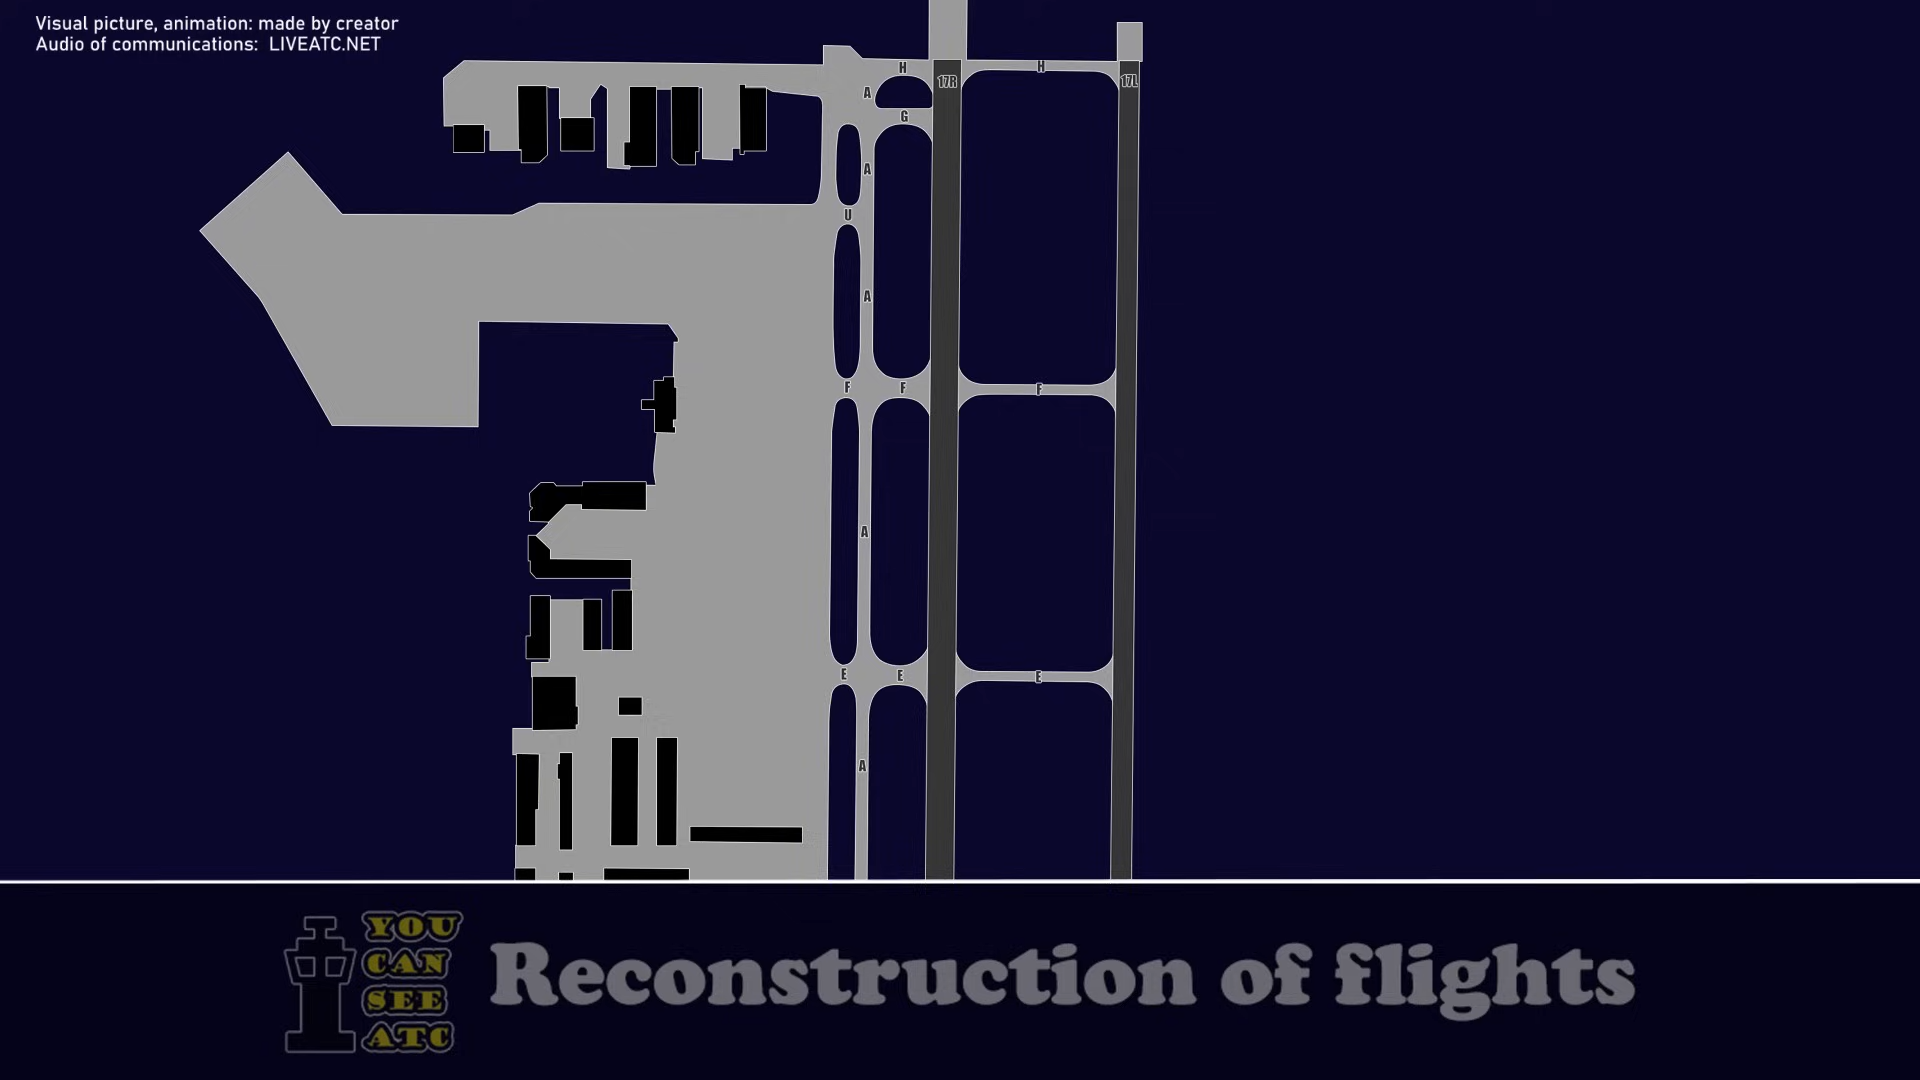 Visual picture, animation: made by creator
Audio of communications: LIVEATC.NET
H
17R
H
17L
A
G
A
U
A
F
F
F
A
E
E
E
A
YOU
CAN
SEE
ATC
Reconstruction of flights